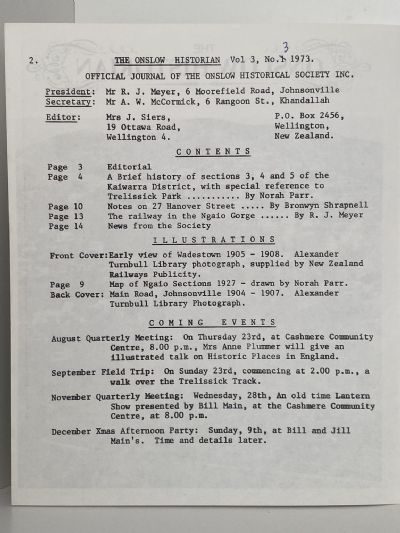 2. THE ONSLOW HISTORIAN Vol 3, No.3 1973.
OFFICIAL JOURNAL OF THE ONSLOW HISTORICAL SOCIETY INC.
President: Mr R. J. Meyer, 6 Moorefield Road, Johnsonville
Secretary: Mr A. W. McCormick, 6 Rangoon St., Khandallah
Editor: Mrs J. Siers, P.O. Box 2456,
19 Ottawa Road, Wellington,
Wellington 4. New Zealand.
CONTENTS
Page 3 Editorial
Page 4 A Brief history of sections 3, 4 and 5 of the
Kaiwarra District, with special reference to
Trelissick Park ........... By Norah Parr.
Page 10 Notes on 27 Hanover Street ..... By Bronwyn Shrapnell
Page 13 The railway in the Ngaio Gorge ...... By R. J. Meyer
Page 14 News from the Society
ILLUSTRATIONS
Front Cover: Early view of Wadestown 1905 - 1908. Alexander
Turnbull Library photograph, supplied by New Zealand
Railways Publicity.
Page 9 Map of Ngaio Sections 1927 - drawn by Norah Parr.
Back Cover: Main Road, Johnsonville 1904 - 1907. Alexander
Turnbull Library Photograph.
COMING EVENTS
August Quarterly Meeting: On Thursday 23rd, at Cashmere Community
Centre, 8.00 p.m., Mrs Anne Plummer will give an
illustrated talk on Historic Places in England.
September Field Trip: On Sunday 23rd, commencing at 2.00 p.m., a
walk over the Trelissick Track.
November Quarterly Meeting: Wednesday, 28th, An old time Lantern
Show presented by Bill Main, at the Cashmere Community
Centre, at 8.00 p.m.
December Xmas Afternoon Party: Sunday, 9th, at Bill and Jill
Main's. Time and details later.